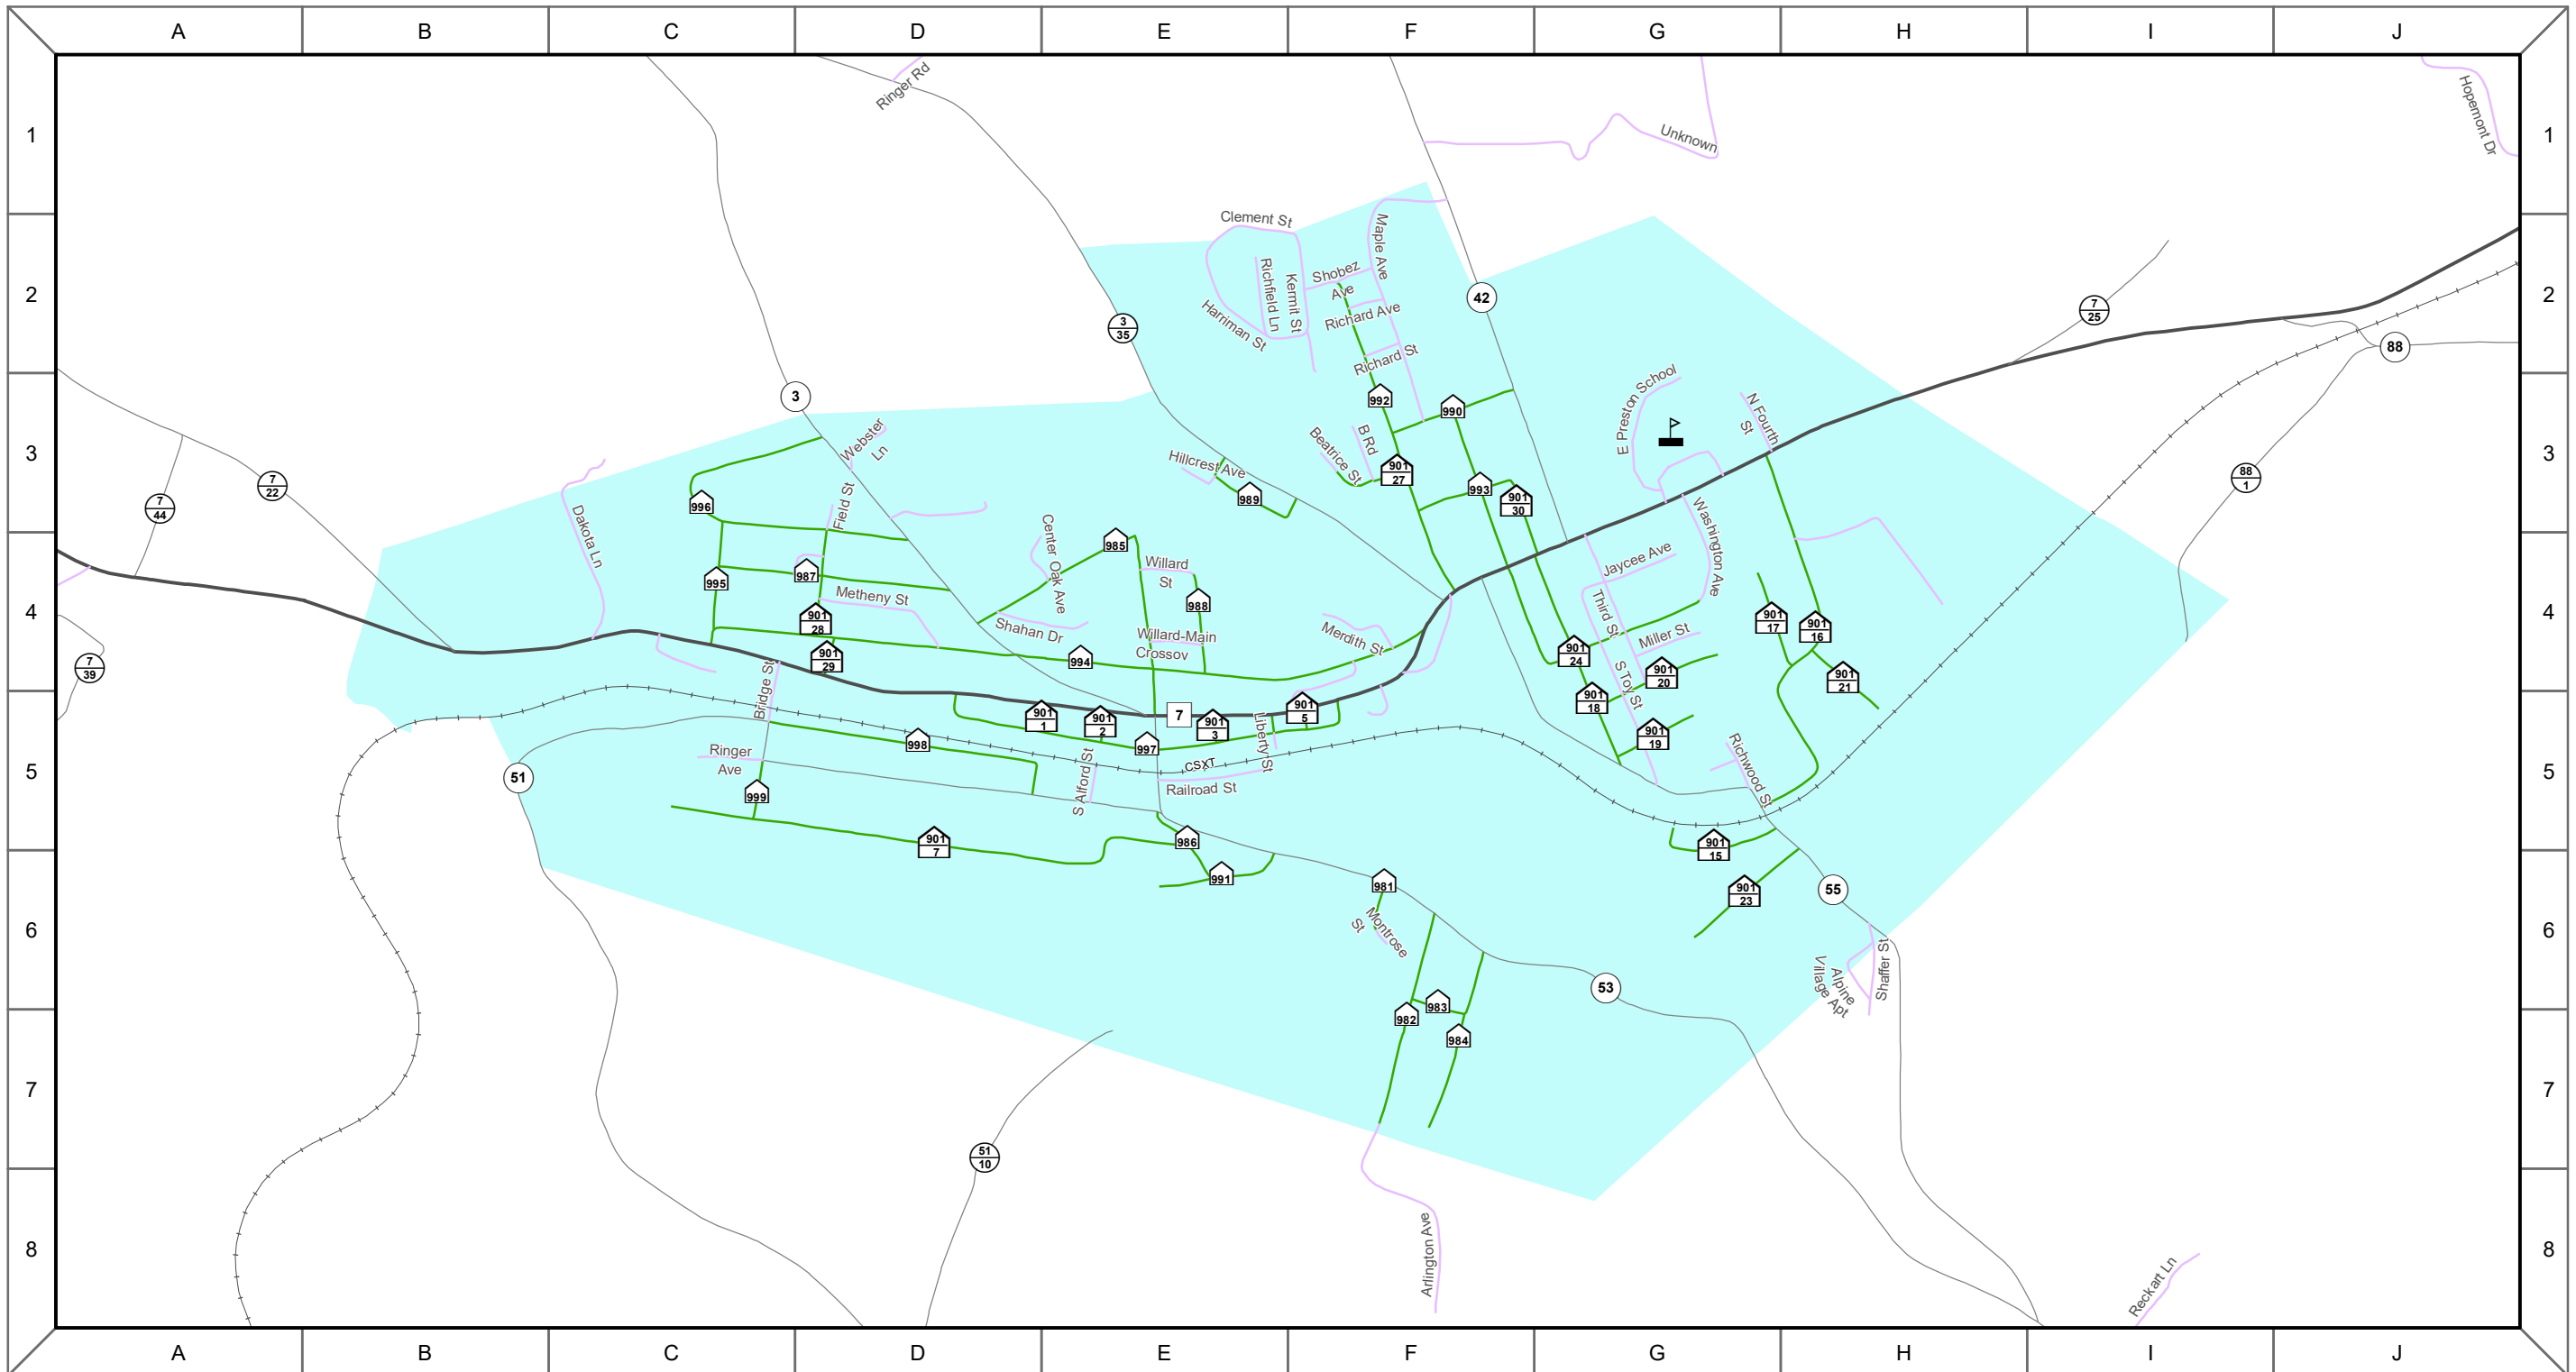 A B C D E F G H I J
1
Ringer Rd
Unknown
Hopemont Dr
1
2
Clement St
Maple Ave
Shobez
Ave
Richfield Ln
Kermit St
Harriman St
Richard Ave
Richard St
42
3
35
7
25
88
2
3
3
992
990
E Preston School
N Fourth
St
Webster
Ln
B Rd
Beatrice St
Hillcrest Ave
901
27
993
901
30
989
996
Field St
7
22
7
44
88
1
Dakota Ln
Washington Ave
3
4
Center Oak Ave
985
Willard
St
988
995
987
Metheny St
901
28
901
29
Shahan Dr
Willard-Main
Crossov
994
Merdith St
Jaycee Ave
Third St
Miller St
901
24
901
20
901
17
901
16
901
21
7
39
4
5
Bridge St
901
18
S Toy St
901
19
901
1
901
2
7
901
3
Liberty St
901
5
998
997
CSXT
Ringer
Ave
S Alford St
Railroad St
51
999
Richwood St
901
7
986
901
15
5
6
991
981
Montrose
St
901
23
55
Shaffer St
Alpine
Village Apt
53
983
982
6
7
984
7
51
10
8
Arlington Ave
Reckart Ln
8
A B C D E F G H I J